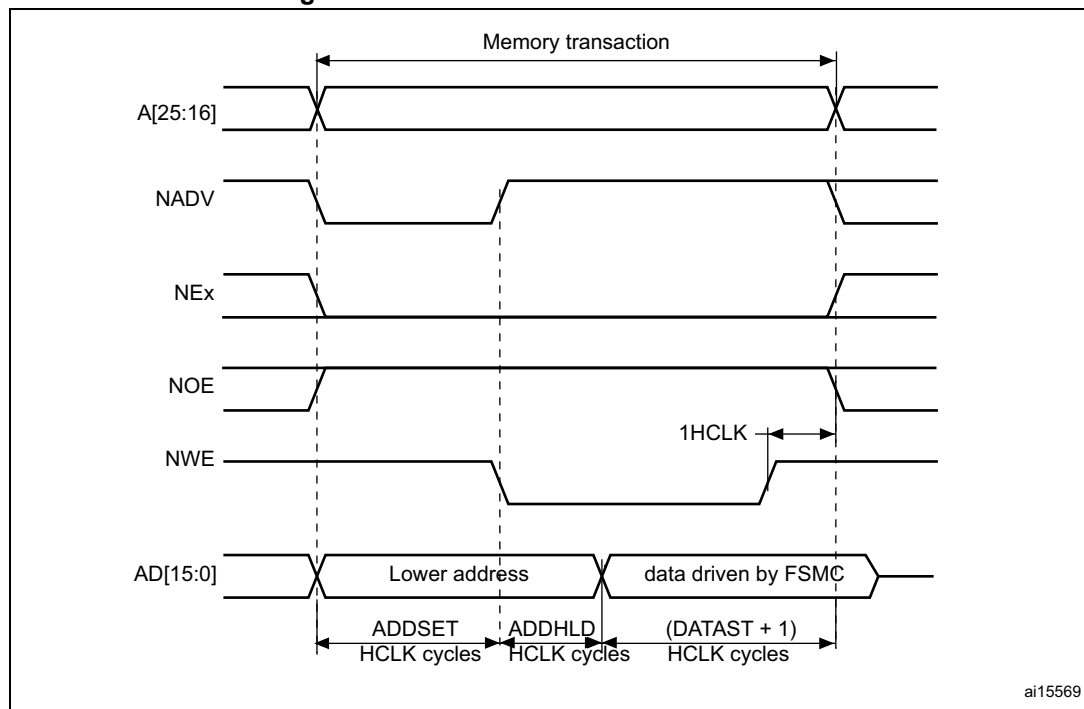 Memory transaction
A[25:16]
NADV
NEx
NOE
1HCLK
NWE
AD[15:0]
Lower address
data driven by FSMC
ADDSET
HCLK cycles
ADDHLD
HCLK cycles
(DATAST + 1)
HCLK cycles
ai15569